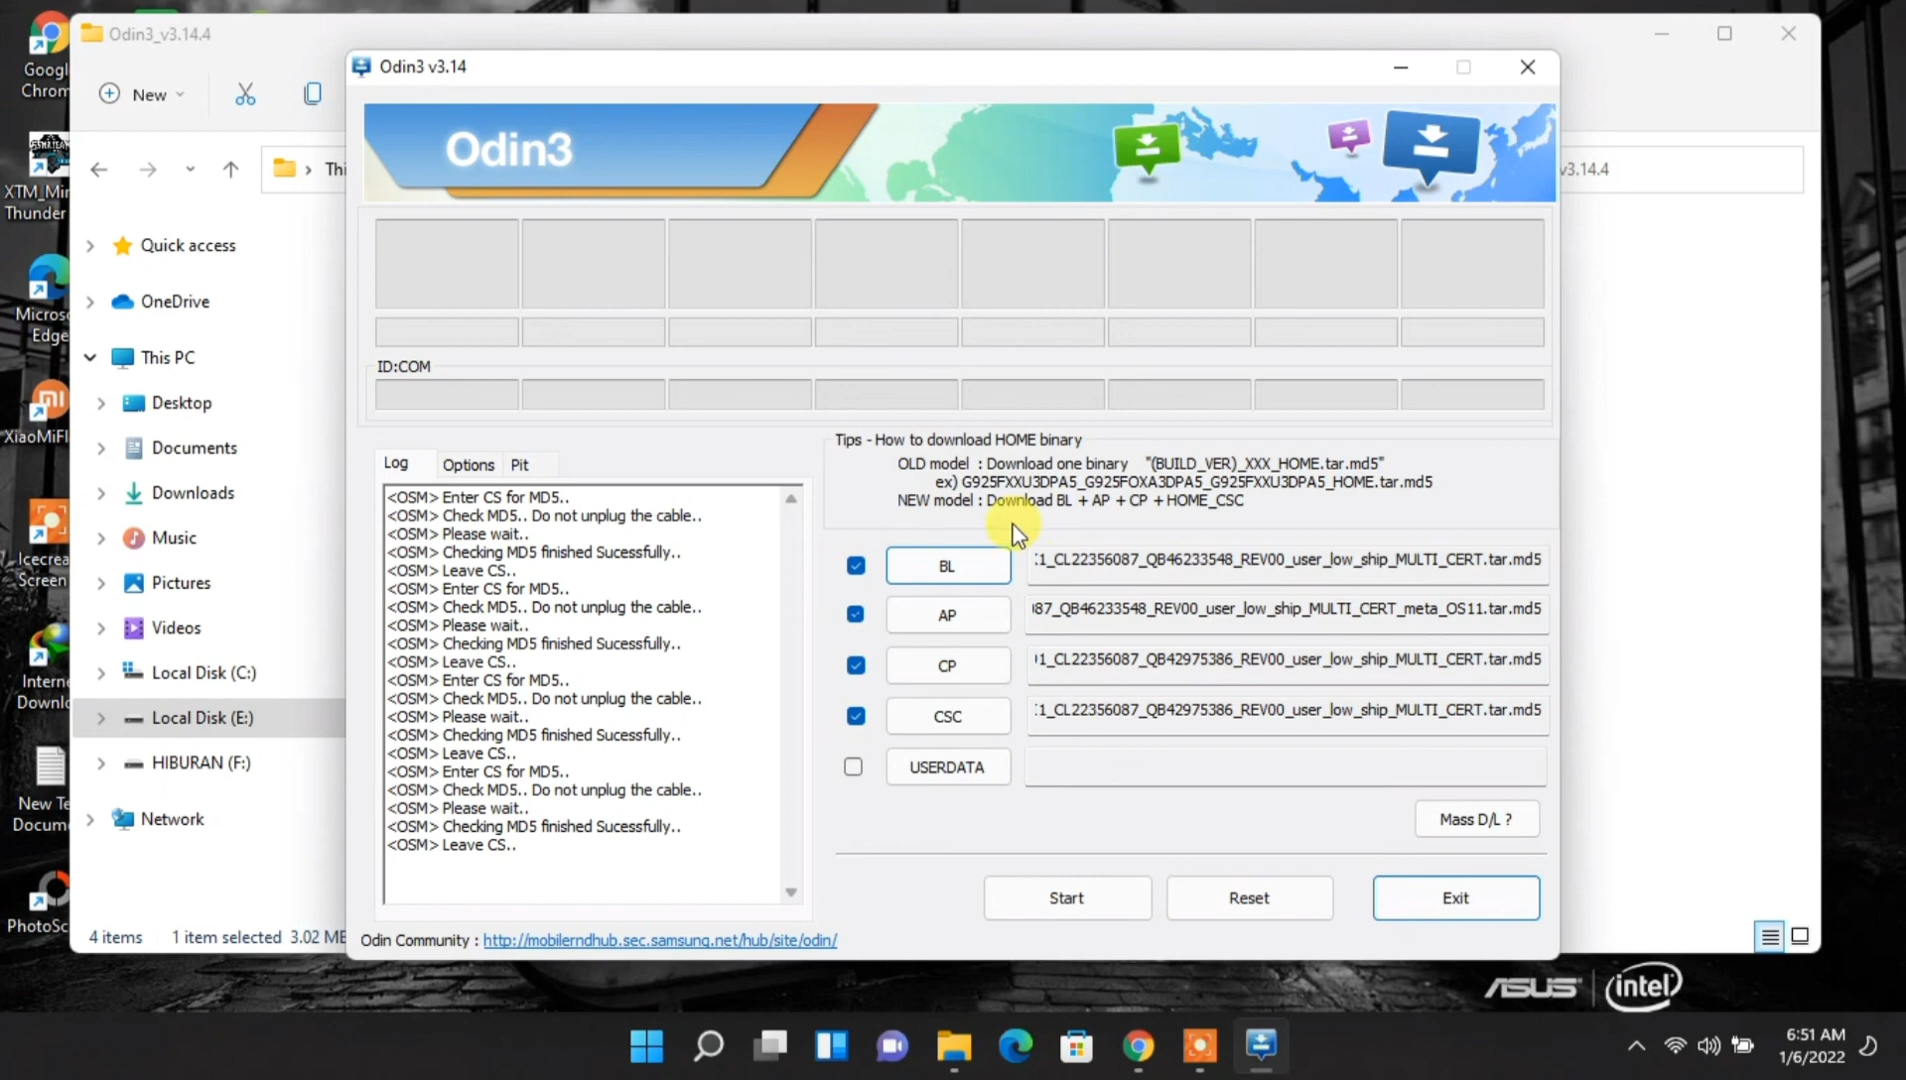 Odin3_v3.14.4
Googl
Chrom
New
Odin3 v3.14
Odin3
XTM_Min
Thunder
Thi
v3.14.4
Quick access
OneDrive
This PC
Desktop
Documents
Downloads
Music
Pictures
Videos
Local Disk (C:)
Local Disk (E:)
HIBURAN (F:)
Network
Microso
Edge
XiaoMiFl
Icecrea
Screen
Interne
Downlo
New Te
Docume
PhotoSc
4 items 1 item selected 3.02 ME
ID:COM
Log Options Pit
<OSM> Enter CS for MD5..
<OSM> Check MD5.. Do not unplug the cable..
<OSM> Please wait..
<OSM> Checking MD5 finished Sucessfully..
<OSM> Leave CS..
<OSM> Enter CS for MD5..
<OSM> Check MD5.. Do not unplug the cable..
<OSM> Please wait..
<OSM> Checking MD5 finished Sucessfully..
<OSM> Leave CS..
<OSM> Enter CS for MD5..
<OSM> Check MD5.. Do not unplug the cable..
<OSM> Please wait..
<OSM> Checking MD5 finished Sucessfully..
<OSM> Leave CS..
<OSM> Enter CS for MD5..
<OSM> Check MD5.. Do not unplug the cable..
<OSM> Please wait..
<OSM> Checking MD5 finished Sucessfully..
<OSM> Leave CS..
Tips - How to download HOME binary
OLD model : Download one binary "(BUILD_VER)_XXX_HOME.tar.md5"
ex) G925FXXU3DPA5_G925FOXA3DPA5_G925FXXU3DPA5_HOME.tar.md5
NEW model : Download BL + AP + CP + HOME_CSC
BL 1_CL22356087_QB46233548_REV00_user_low_ship_MULTI_CERT.tar.md5
AP 87_QB46233548_REV00_user_low_ship_MULTI_CERT_meta_OS11.tar.md5
CP 1_CL22356087_QB42975386_REV00_user_low_ship_MULTI_CERT.tar.md5
CSC 1_CL22356087_QB42975386_REV00_user_low_ship_MULTI_CERT.tar.md5
USERDATA
Mass D/L ?
Start Reset Exit
Odin Community : http://mobilerndhub.sec.samsung.net/hub/site/odin/
ASUS intel
6:51 AM
1/6/2022